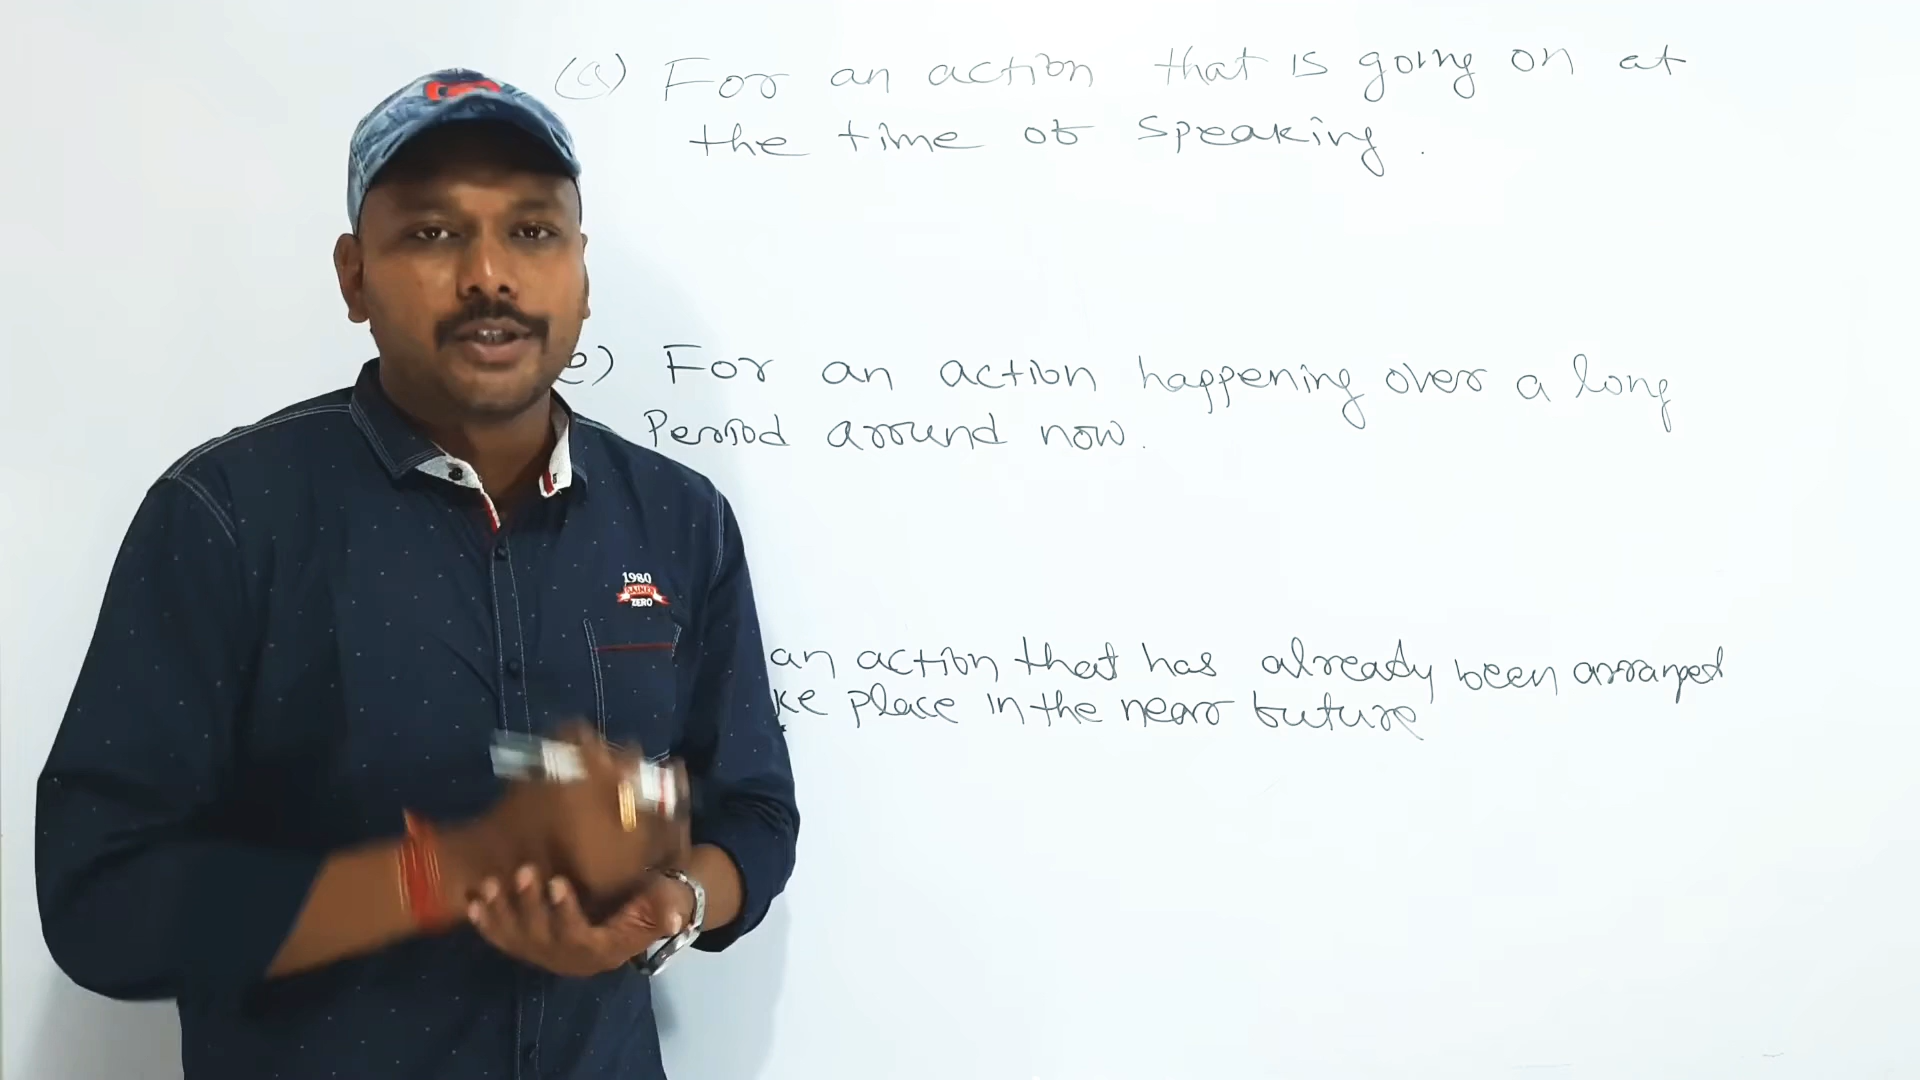 (a) For an action that is going on at
the time of speaking.
e) For an action happening over a long
Period around now.
an action that has already been arranged
ke place in the near future
1980
ZERO